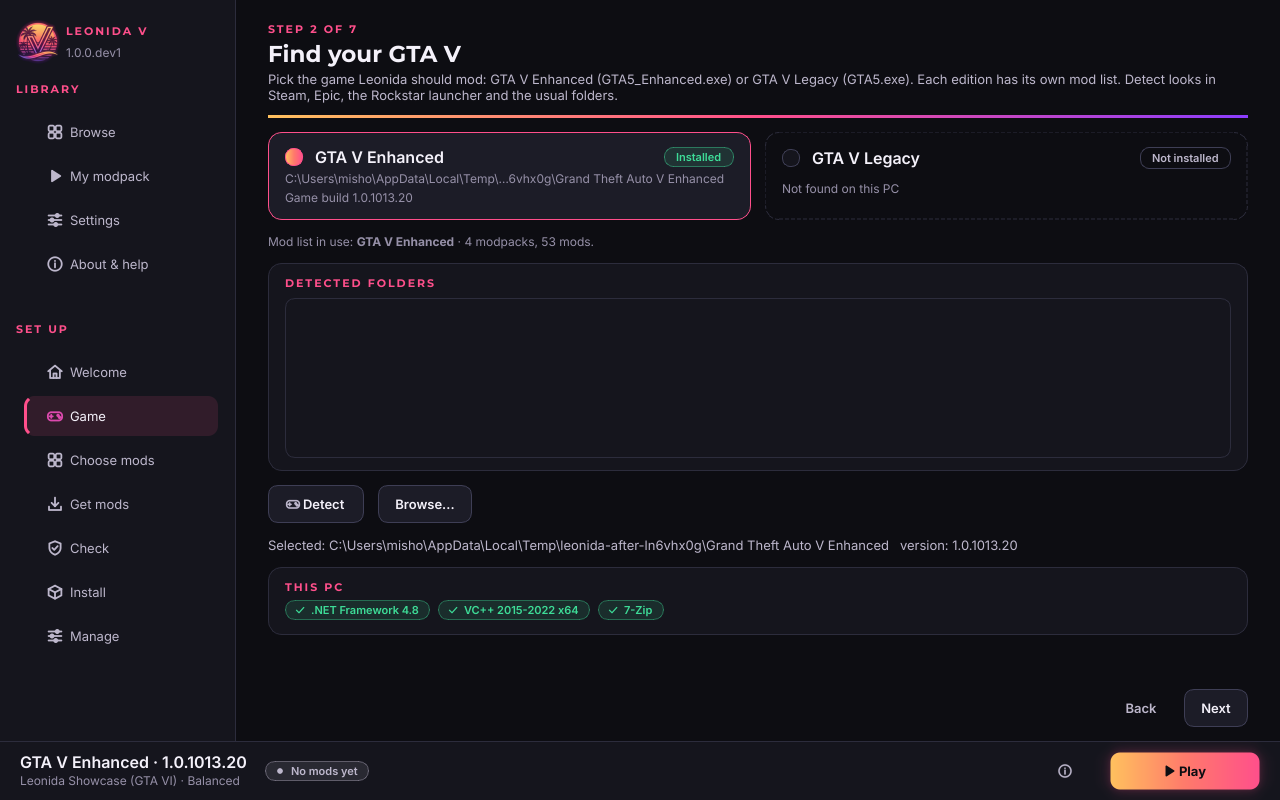 LEONIDA V
1.0.0.dev1
LIBRARY
Browse
My modpack
Settings
About & help
SET UP
Welcome
Game
Choose mods
Get mods
Check
Install
Manage
STEP 2 OF 7
Find your GTA V
Pick the game Leonida should mod: GTA V Enhanced (GTA5_Enhanced.exe) or GTA V Legacy (GTA5.exe). Each edition has its own mod list. Detect looks in
Steam, Epic, the Rockstar launcher and the usual folders.
GTA V Enhanced
Installed
C:\Users\misho\AppData\Local\Temp\...6vhx0g\Grand Theft Auto V Enhanced
Game build 1.0.1013.20
GTA V Legacy
Not installed
Not found on this PC
Mod list in use: GTA V Enhanced · 4 modpacks, 53 mods.
DETECTED FOLDERS
Detect
Browse...
Selected: C:\Users\misho\AppData\Local\Temp\leonida-after-ln6vhx0g\Grand Theft Auto V Enhanced version: 1.0.1013.20
THIS PC
.NET Framework 4.8
VC++ 2015-2022 x64
7-Zip
Back
Next
GTA V Enhanced · 1.0.1013.20
Leonida Showcase (GTA VI) · Balanced
No mods yet
Play